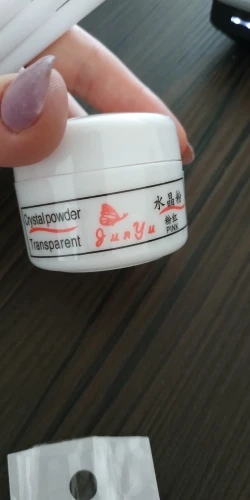 Crystal powder
Transparent
JunYu
水晶粉
粉红
PINK